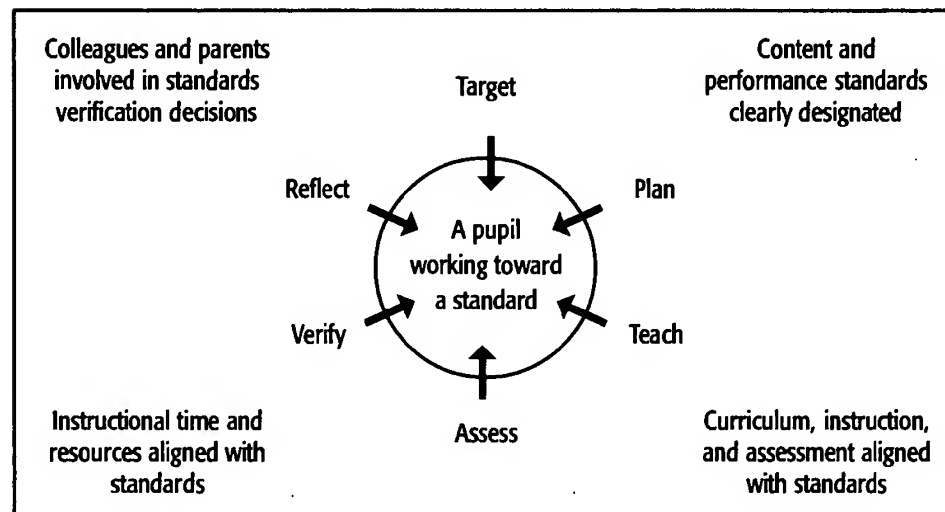 Colleagues and parents
involved in standards
verification decisions
Target
Content and
performance standards
clearly designated
Reflect
Plan
A pupil
working toward
a standard
Verify
Teach
Assess
Instructional time and
resources aligned with
standards
Curriculum, instruction,
and assessment aligned
with standards